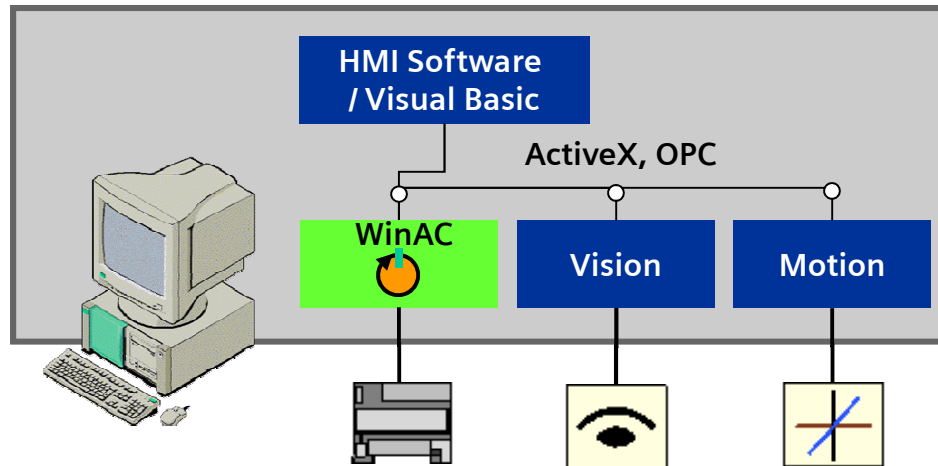 HMI Software
/ Visual Basic
ActiveX, OPC
WinAC
Vision
Motion